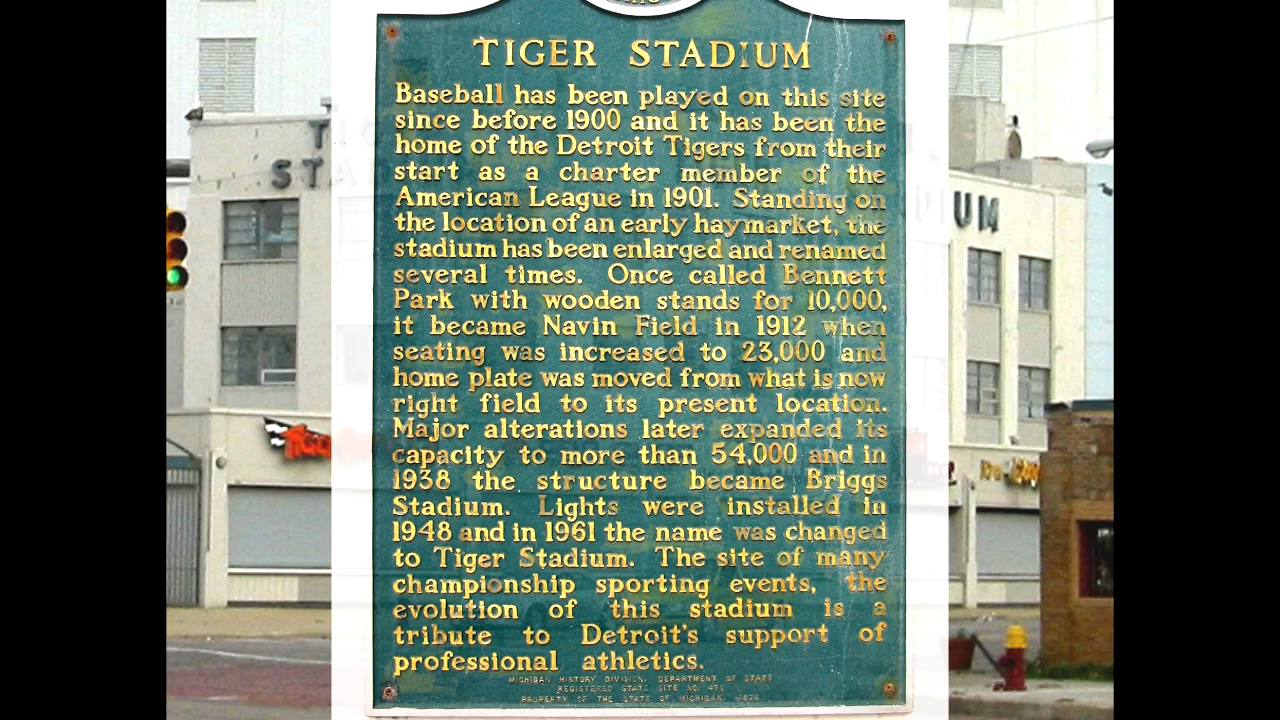 TIGER STADIUM
Baseball has been played on this site
since before 1900 and it has been the
home of the Detroit Tigers from their
start as a charter member of the
American League in 1901. Standing on
the location of an early haymarket, the
stadium has been enlarged and renamed
several times. Once called Bennett
Park with wooden stands for 10,000,
it became Navin Field in 1912 when
seating was increased to 23,000 and
home plate was moved from what is now
right field to its present location.
Major alterations later expanded its
capacity to more than 54,000 and in
1938 the structure became Briggs
Stadium. Lights were installed in
1948 and in 1961 the name was changed
to Tiger Stadium. The site of many
championship sporting events, the
evolution of this stadium is a
tribute to Detroit's support of
professional athletics.
MICHIGAN HISTORY DIVISION, DEPARTMENT OF STATE
REGISTERED STATE SITE NO.
PROPERTY OF THE STATE OF MICHIGAN,